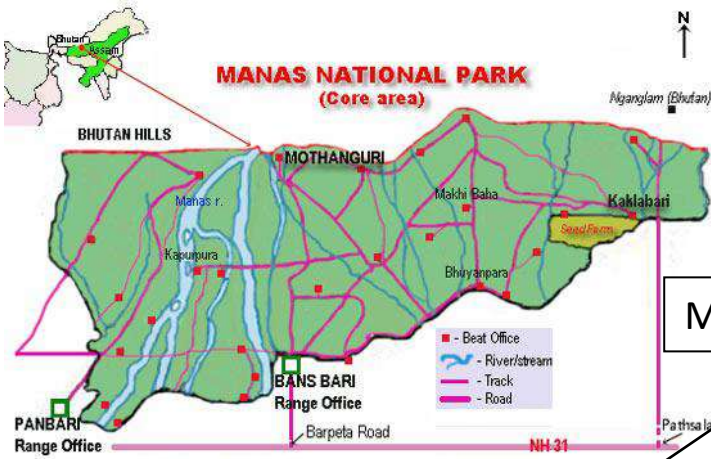 Bhutan
Assam
N
MANAS NATIONAL PARK
(Core area)
Nganglam (Bhutan)
BHUTAN HILLS
MOTHANGURI
Manas r.
Makhi Baha
Kaklabari
Seed Farm
Kapurpura
Bhuyanpara
M
- Beat Office
- River/stream
- Track
- Road
BANS BARI
Range Office
PANBARI
Range Office
Barpeta Road
NH 31
Pathsala